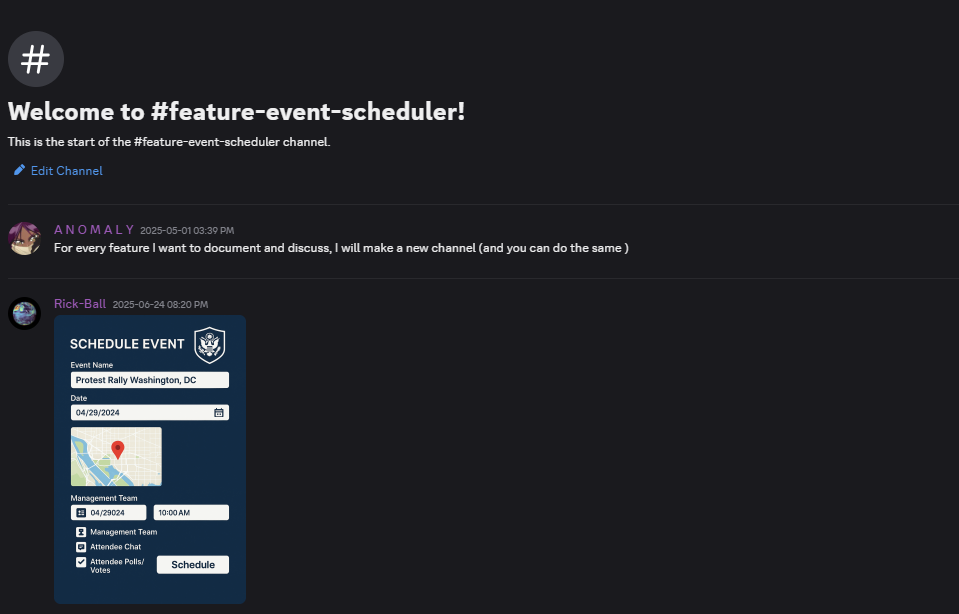 #
Welcome to #feature-event-scheduler!
This is the start of the #feature-event-scheduler channel.
Edit Channel
A N O M A L Y 2025-05-01 03:39 PM
For every feature I want to document and discuss, I will make a new channel (and you can do the same )
Rick-Ball 2025-06-24 08:20 PM
SCHEDULE EVENT
Event Name
Protest Rally Washington, DC
Date
04/29/2024
Management Team
04/29024 10:00 AM
Management Team
Attendee Chat
Attendee Polls/
Votes
Schedule